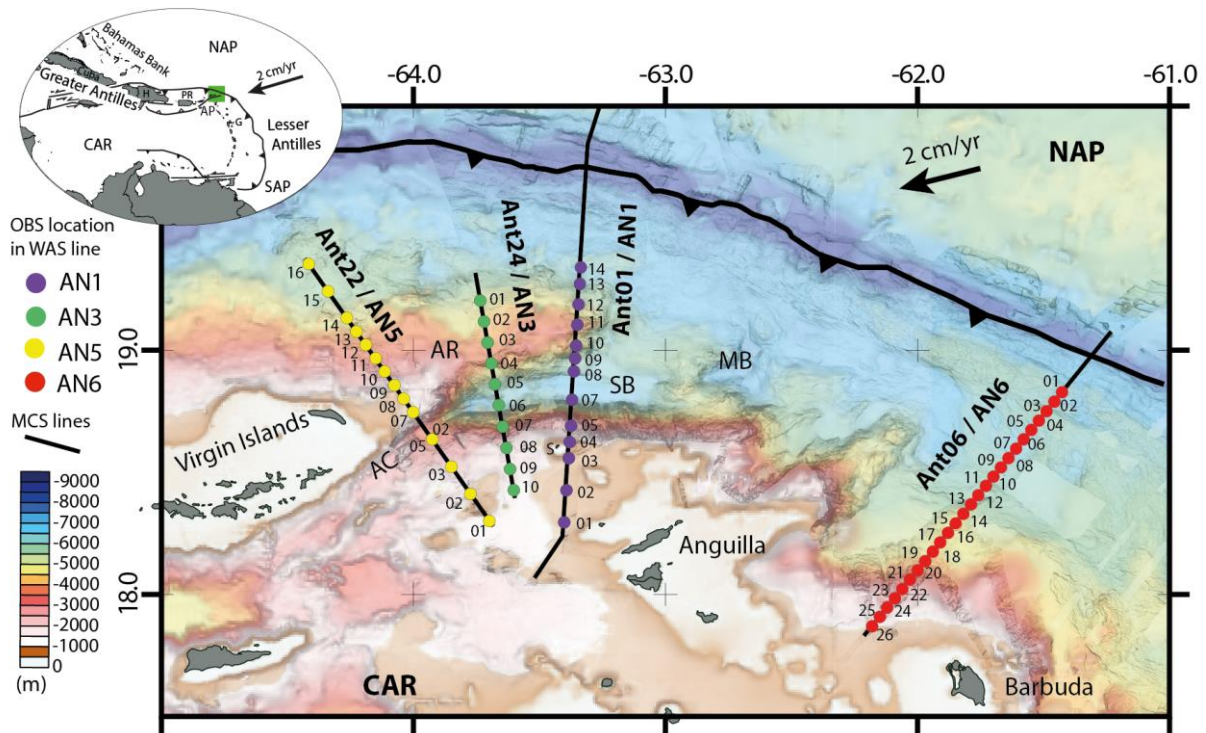 Bahamas Bank
NAP
2 cm/yr
Cuba
Greater Antilles
H
PR
AP
G
Lesser
Antilles
CAR
SAP
OBS location
in WAS line
AN1
AN3
AN5
AN6
MCS lines
-9000
-8000
-7000
-6000
-5000
-4000
-3000
-2000
-1000
0
(m)
-64.0
-63.0
-62.0
-61.0
19.0
18.0
2 cm/yr
NAP
Ant22 / AN5
16
15
14
13
12
11
10
09
08
07
02
05
03
02
01
Ant24 / AN3
01
02
03
04
05
06
07
08
09
10
Ant01 / AN1
14
13
12
11
10
09
08
07
05
04
03
02
01
Ant06 / AN6
01
02
03
04
05
06
07
08
09
10
11
12
13
14
15
16
17
18
19
20
21
22
23
24
25
26
AR
SB
MB
S'
AC
Virgin Islands
Anguilla
Barbuda
CAR